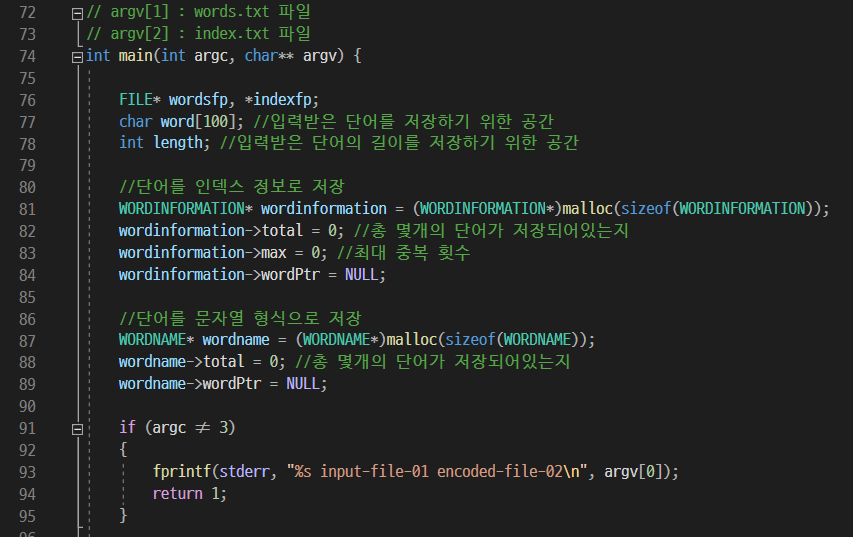 72 // argv[1] : words.txt 파일
73 // argv[2] : index.txt 파일
74 int main(int argc, char** argv) {
75
76 FILE* wordsfp, *indexfp;
77 char word[100]; //입력받은 단어를 저장하기 위한 공간
78 int length; //입력받은 단어의 길이를 저장하기 위한 공간
79
80 //단어를 인덱스 정보로 저장
81 WORDINFORMATION* wordinformation = (WORDINFORMATION*)malloc(sizeof(WORDINFORMATION));
82 wordinformation->total = 0; //총 몇개의 단어가 저장되어있는지
83 wordinformation->max = 0; //최대 중복 횟수
84 wordinformation->wordPtr = NULL;
85
86 //단어를 문자열 형식으로 저장
87 WORDNAME* wordname = (WORDNAME*)malloc(sizeof(WORDNAME));
88 wordname->total = 0; //총 몇개의 단어가 저장되어있는지
89 wordname->wordPtr = NULL;
90
91 if (argc ≠ 3)
92 {
93 fprintf(stderr, "%s input-file-01 encoded-file-02\n", argv[0]);
94 return 1;
95 }